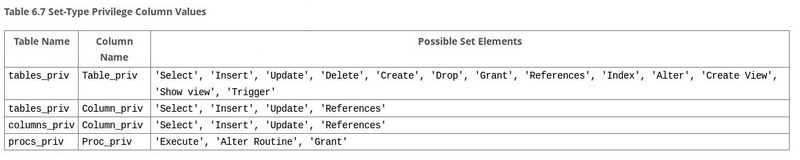 Table 6.7 Set-Type Privilege Column Values
Table Name Column Name Possible Set Elements
tables_priv Table_priv 'Select', 'Insert', 'Update', 'Delete', 'Create', 'Drop', 'Grant', 'References', 'Index', 'Alter', 'Create View',
'Show view', 'Trigger'
tables_priv Column_priv 'Select', 'Insert', 'Update', 'References'
columns_priv Column_priv 'Select', 'Insert', 'Update', 'References'
procs_priv Proc_priv 'Execute', 'Alter Routine', 'Grant'